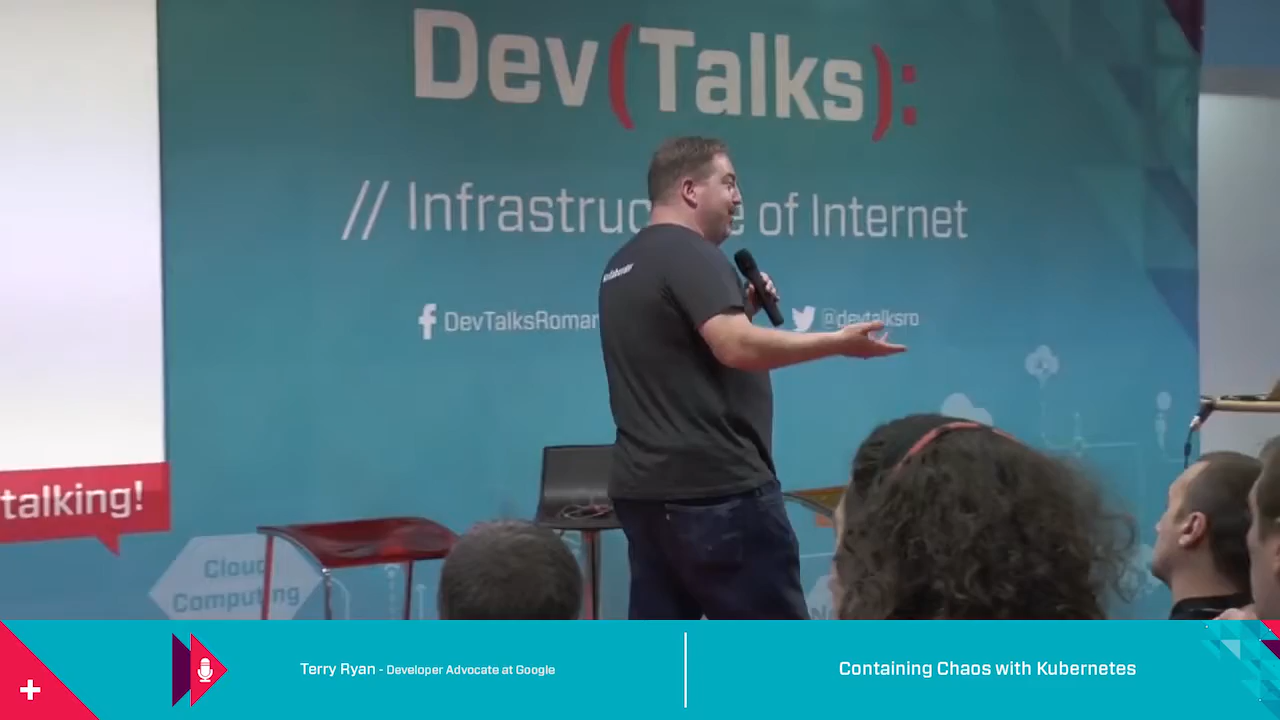 Dev(Talks):
// Infrastruc e of Internet
DevTalksRoman
@devtalksro
talking!
Cloud
Computing
Terry Ryan - Developer Advocate at Google
Containing Chaos with Kubernetes